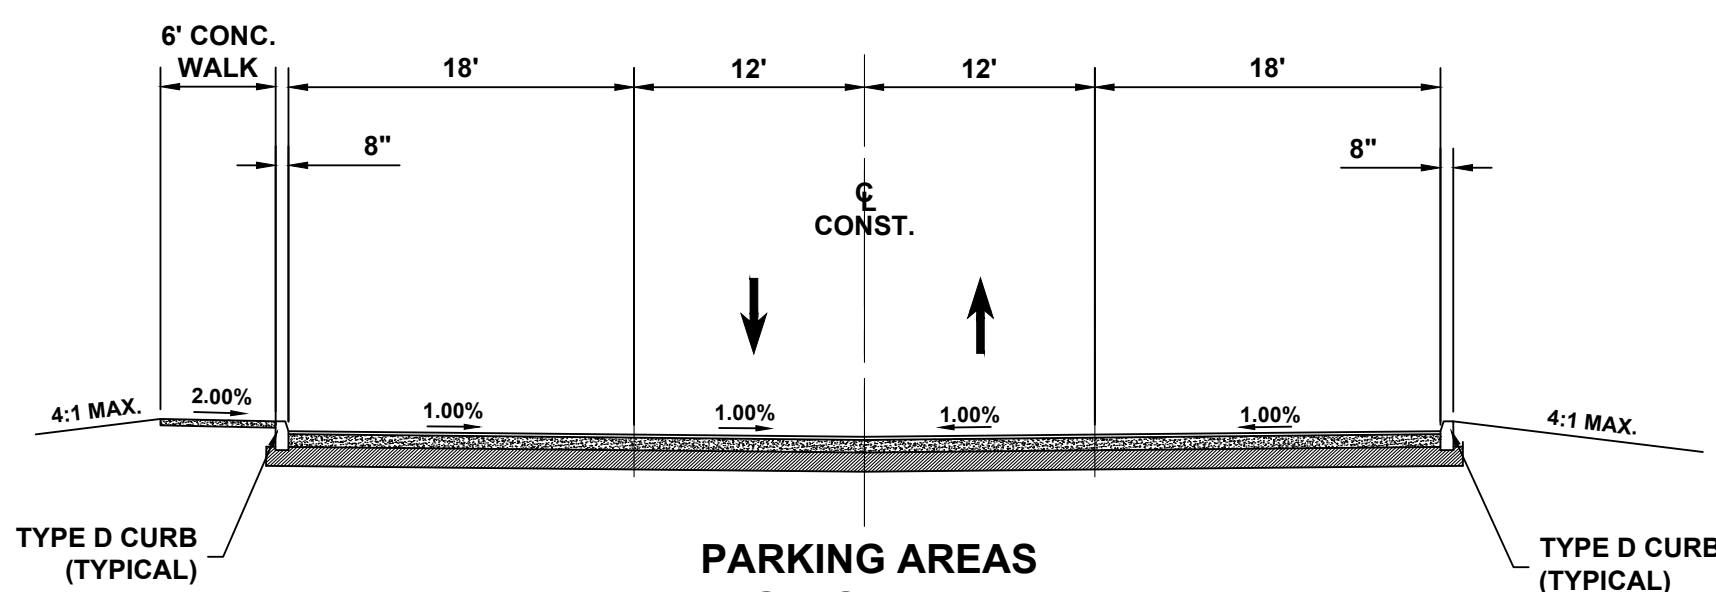 6' CONC.
WALK
18'
12'
12'
18'
8"
8"
CL
CONST.
4:1 MAX.
2.00%
1.00%
1.00%
1.00%
1.00%
4:1 MAX.
TYPE D CURB
(TYPICAL)
PARKING AREAS
TYPE D CURB
(TYPICAL)